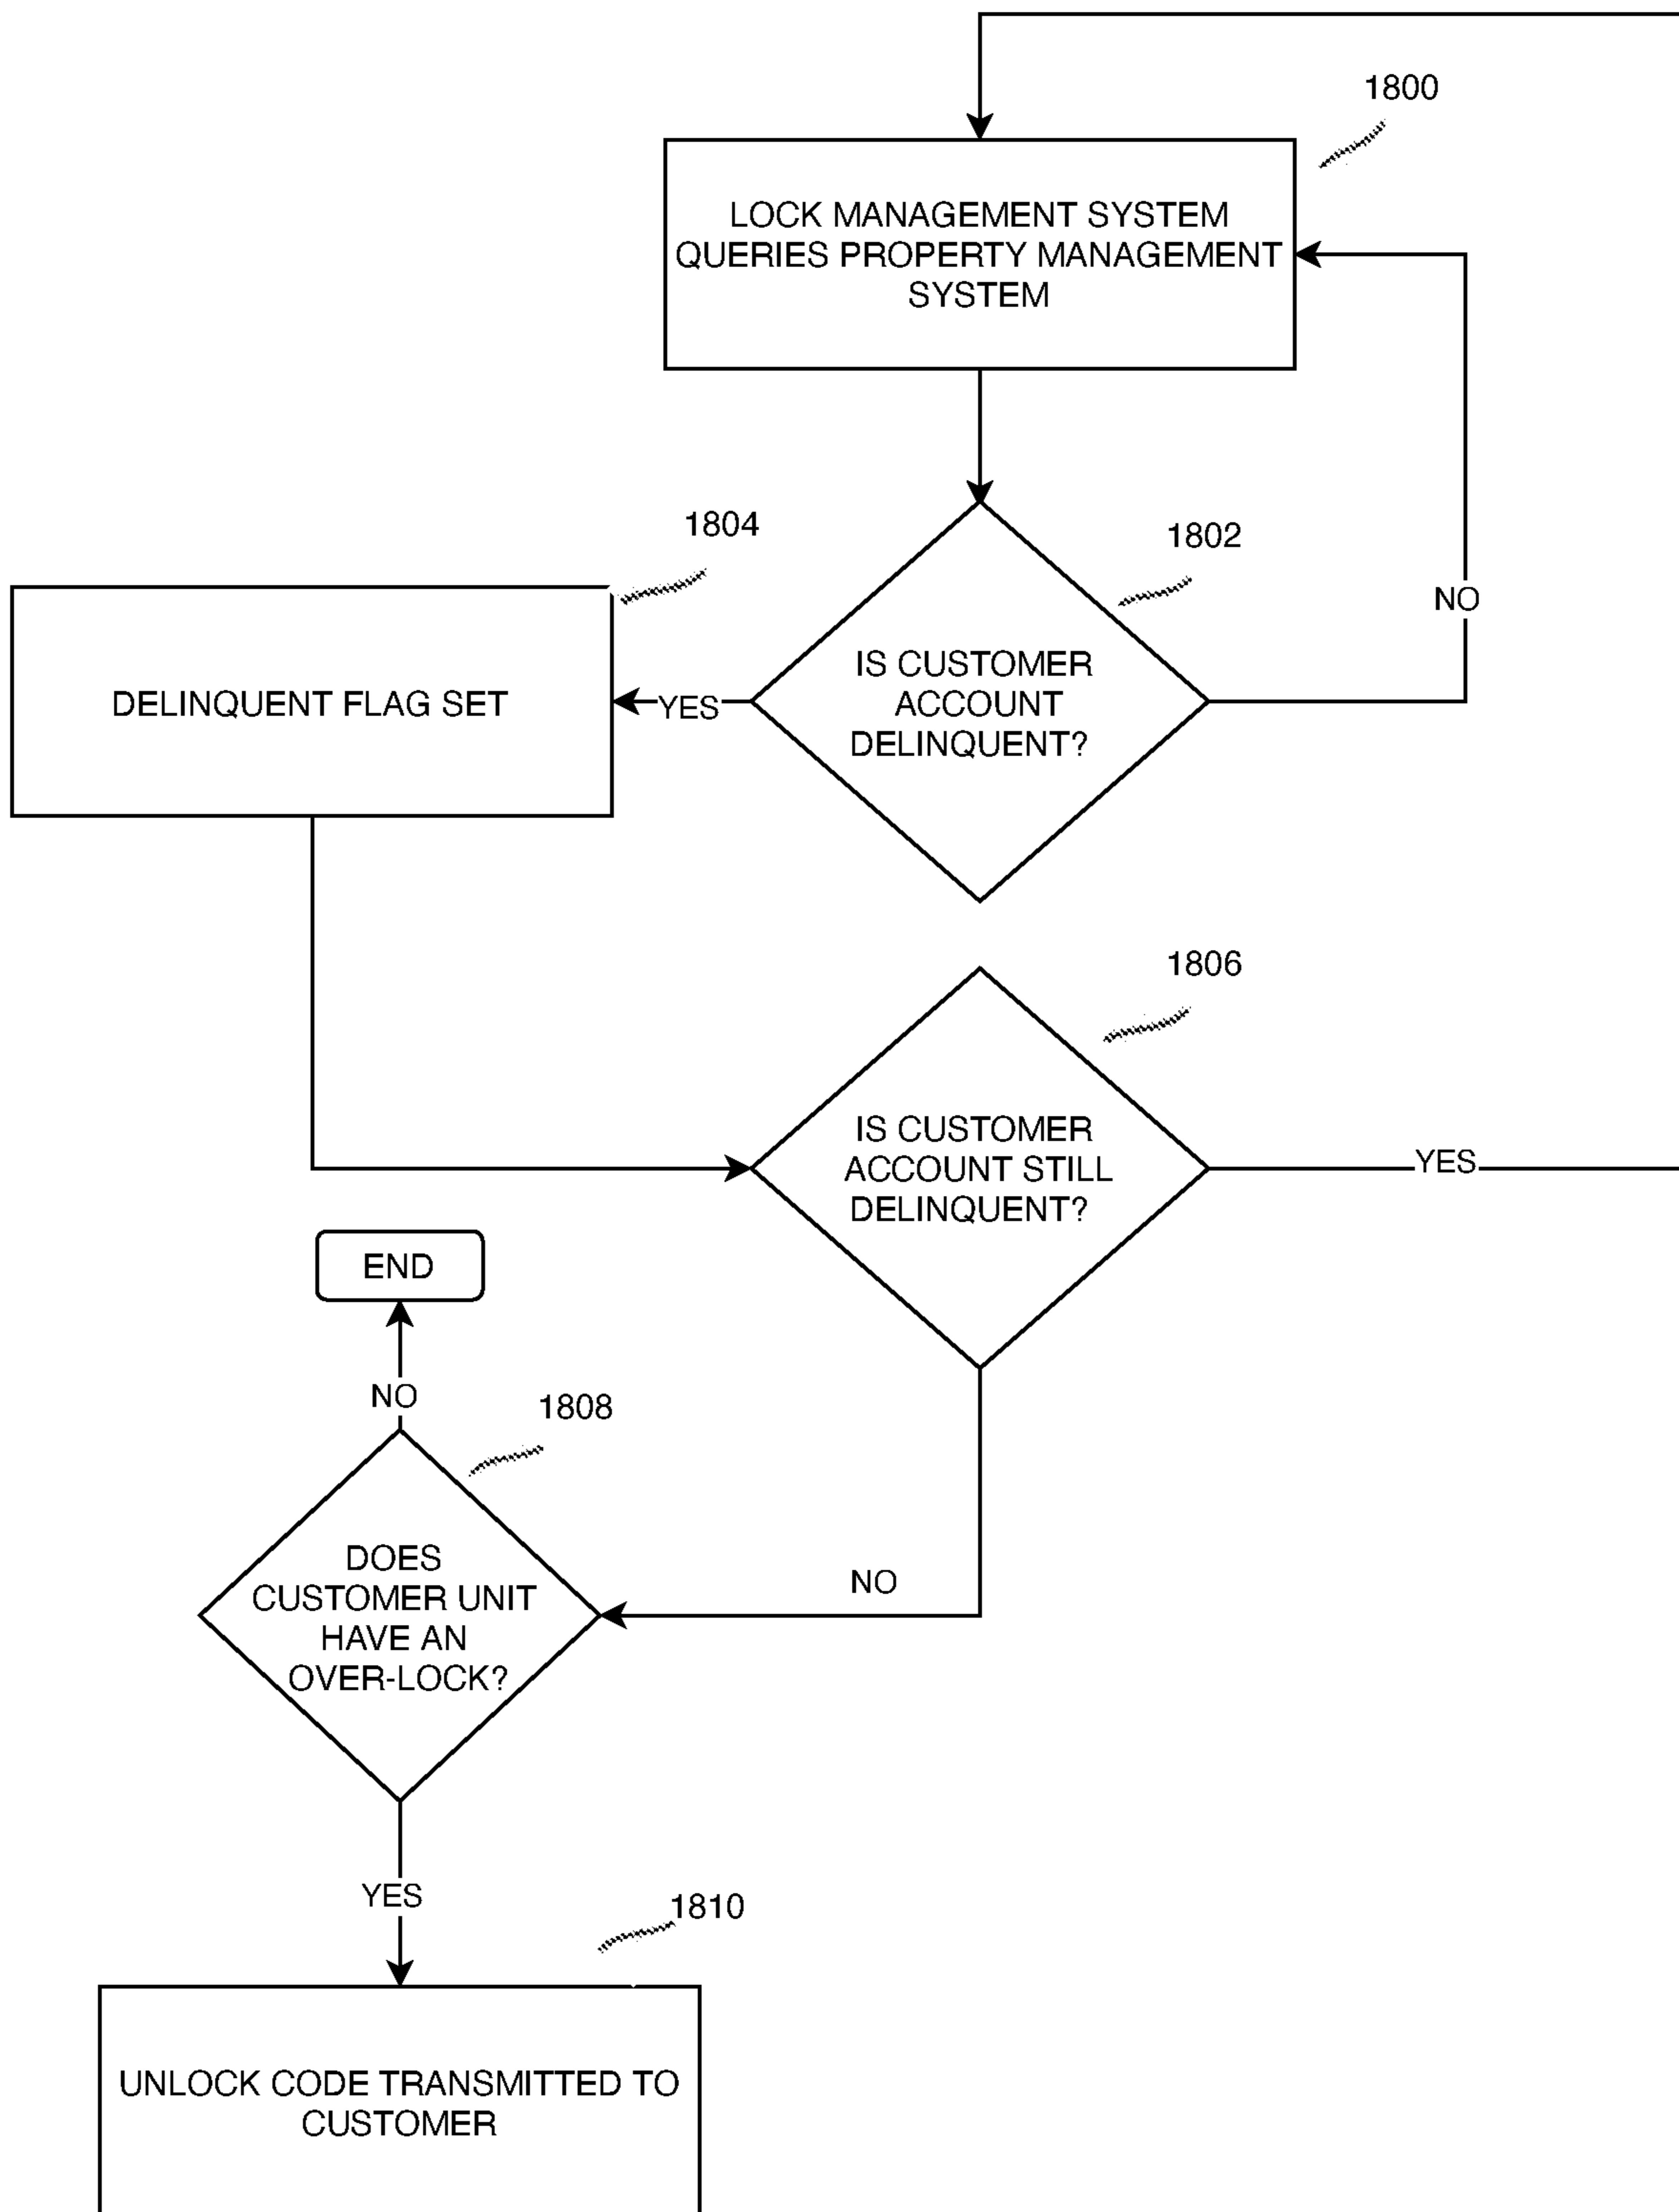 1800
LOCK MANAGEMENT SYSTEM
QUERIES PROPERTY MANAGEMENT
SYSTEM
1804
1802
NO
IS CUSTOMER
ACCOUNT
DELINQUENT?
DELINQUENT FLAG SET
YES
1806
IS CUSTOMER
ACCOUNT STILL
DELINQUENT?
YES
END
NO
1808
DOES
CUSTOMER UNIT
HAVE AN
OVER-LOCK?
NO
YES
1810
UNLOCK CODE TRANSMITTED TO
CUSTOMER